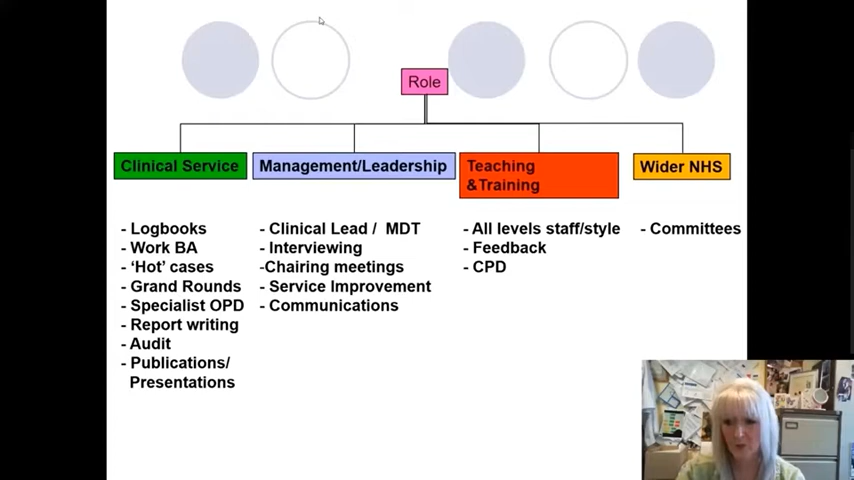 Role
Clinical Service
Management/Leadership
Teaching
&Training
Wider NHS
- Logbooks
- Work BA
- ‘Hot’ cases
- Grand Rounds
- Specialist OPD
- Report writing
- Audit
- Publications/
Presentations
- Clinical Lead / MDT
- Interviewing
-Chairing meetings
- Service Improvement
- Communications
- All levels staff/style
- Feedback
- CPD
- Committees